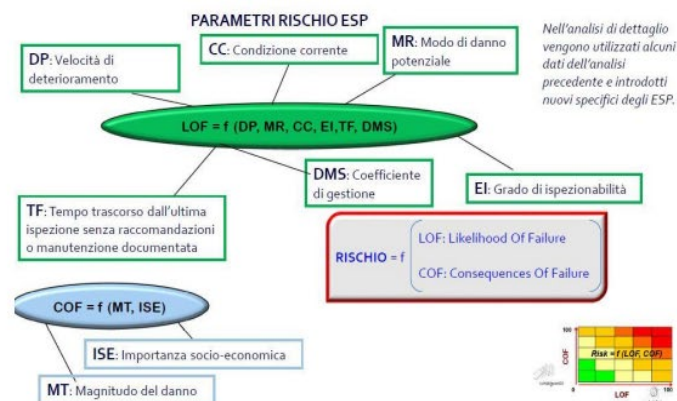 PARAMETRI RISCHIO ESP
DP: Velocità di
deterioramento
CC: Condizione corrente
MR: Modo di danno
potenziale
Nell'analisi di dettaglio
vengono utilizzati alcuni
dati dell'analisi
precedente e introdotti
nuovi specifici degli ESP.
LOF = f (DP, MR, CC, EI,TF, DMS)
DMS: Coefficiente
di gestione
EI: Grado di ispezionabilità
TF: Tempo trascorso dall'ultima
ispezione senza raccomandazioni
o manutenzione documentata
RISCHIO = f
LOF: Likelihood Of Failure
COF: Consequences Of Failure
COF = f (MT, ISE)
ISE: Importanza socio-economica
MT: Magnitudo del danno
100
COF
Risk = f (LOF, COF)
0
LOF
100